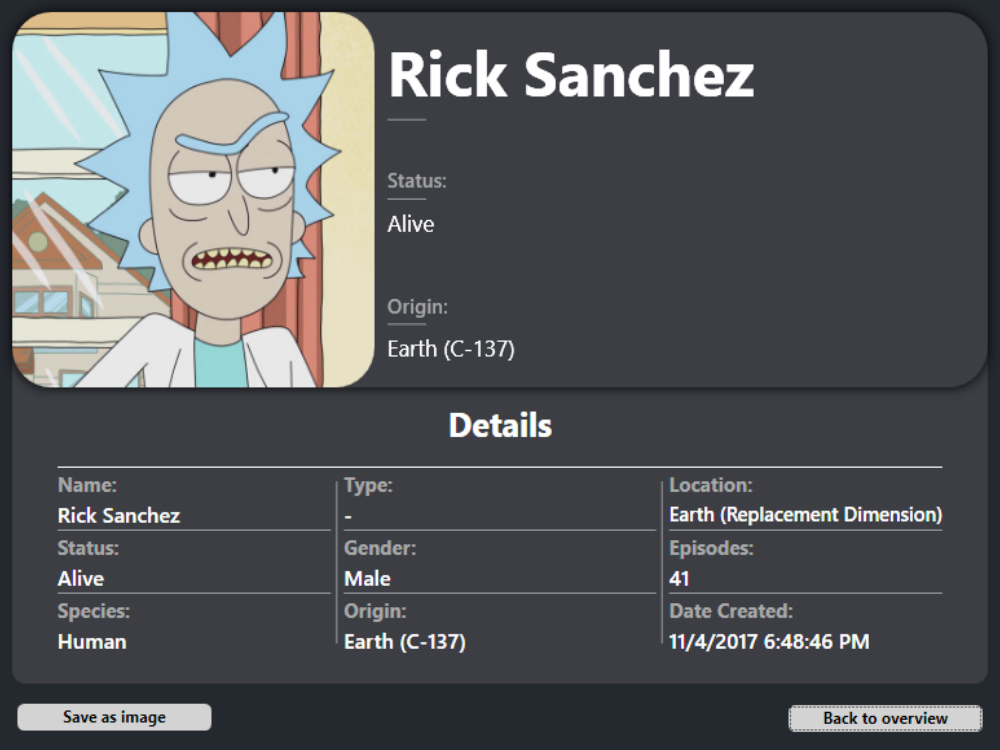 Rick Sanchez
Status:
Alive
Origin:
Earth (C-137)
Details
Name:
Rick Sanchez
Status:
Alive
Species:
Human
Type:
-
Gender:
Male
Origin:
Earth (C-137)
Location:
Earth (Replacement Dimension)
Episodes:
41
Date Created:
11/4/2017 6:48:46 PM
Save as image
Back to overview